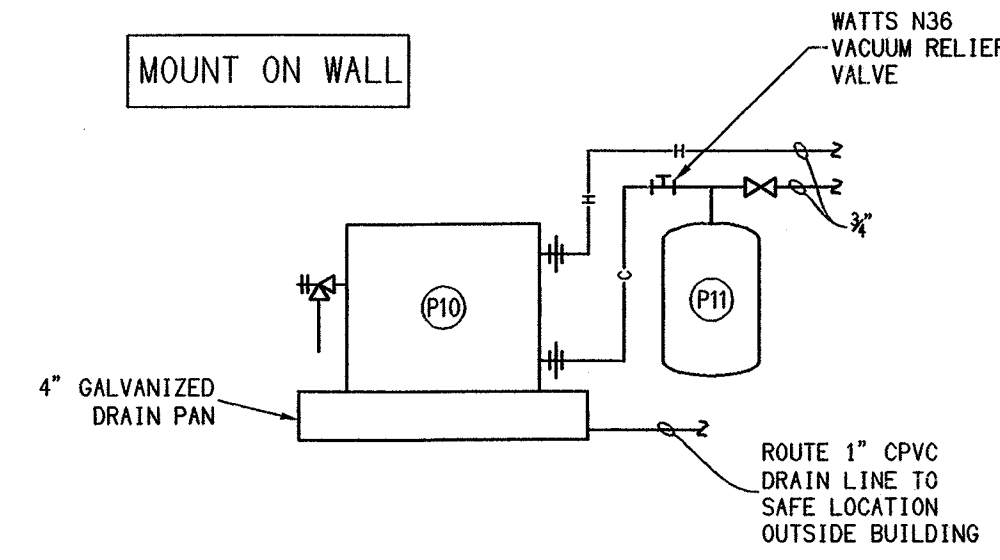 WATTS N36
VACUUM RELIEF
VALVE
MOUNT ON WALL
H
H
3/4"
C
P10
P11
4" GALVANIZED
DRAIN PAN
ROUTE 1" CPVC
DRAIN LINE TO
SAFE LOCATION
OUTSIDE BUILDING